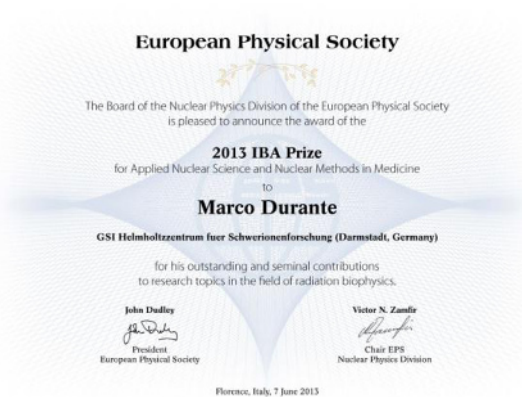 European Physical Society
The Board of the Nuclear Physics Division of the European Physical Society
is pleased to announce the award of the
2013 IBA Prize
for Applied Nuclear Science and Nuclear Methods in Medicine
to
Marco Durante
GSI Helmholtzzentrum fuer Schwerionenforschung (Darmstadt, Germany)
for his outstanding and seminal contributions
to research topics in the field of radiation biophysics.
John Dudley
Victor N. Zamfir
President
European Physical Society
Chair EPS
Nuclear Physics Division
Florence, Italy, 7 June 2013